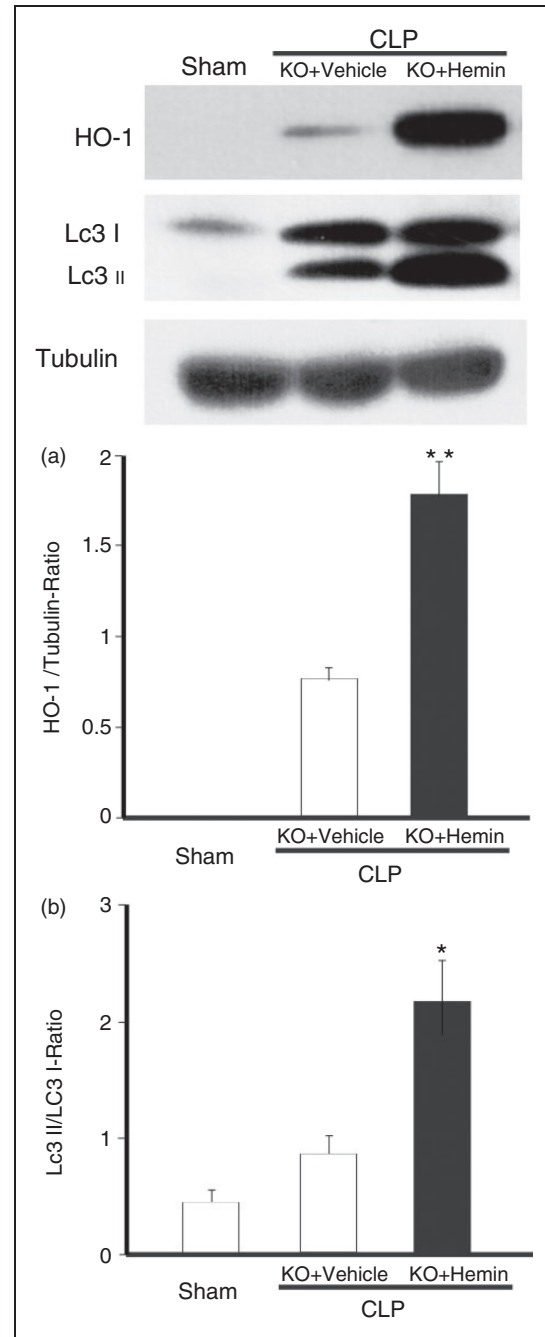 CLP
Sham KO+Vehicle KO+Hemin
HO-1
Lc3 I
Lc3 II
Tubulin
(a)
2
**
1.5
1
0.5
0
HO-1 /Tubulin-Ratio
KO+Vehicle KO+Hemin
Sham
CLP
(b)
3
*
2
1
0
Lc3 II/LC3 I-Ratio
KO+Vehicle KO+Hemin
Sham
CLP